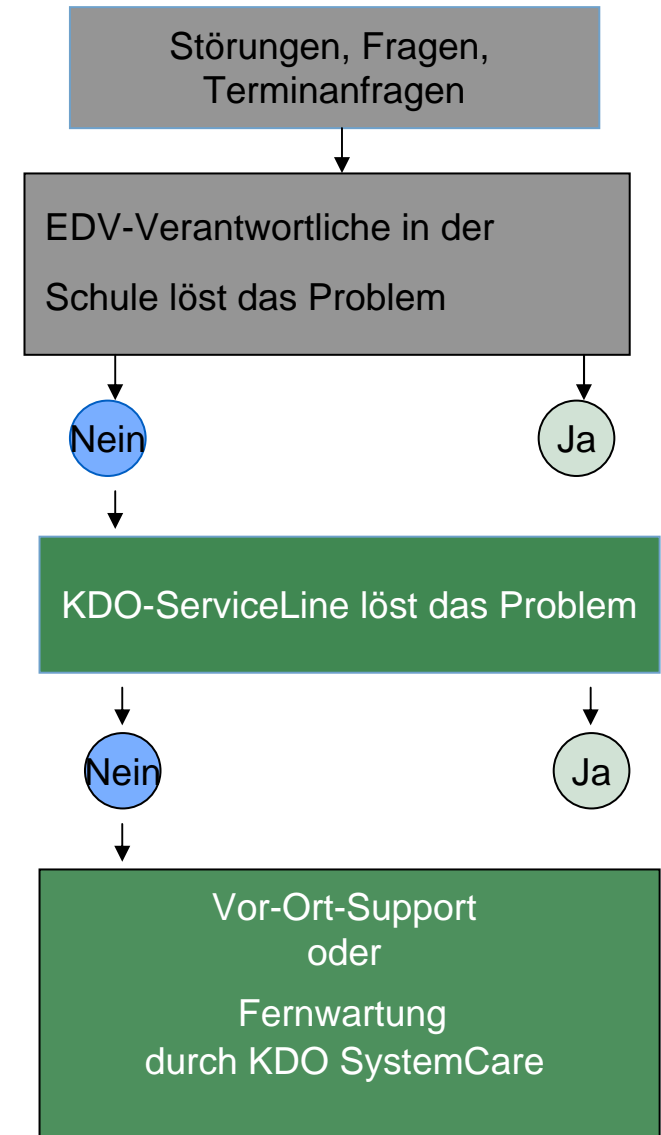 Störungen, Fragen,
Terminanfragen
EDV-Verantwortliche in der
Schule löst das Problem
Nein
Ja
KDO-ServiceLine löst das Problem
Nein
Ja
Vor-Ort-Support
oder
Fernwartung
durch KDO SystemCare